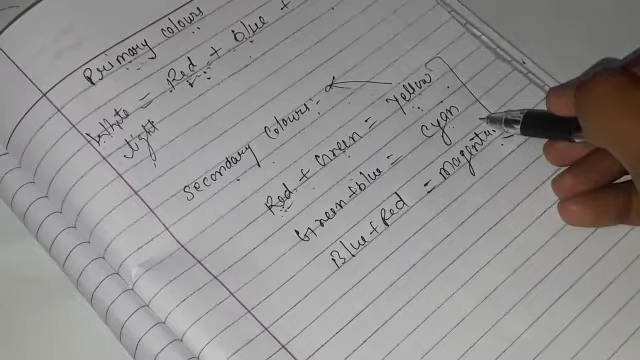 Primary colours
White = Red + blue +
light
Secondary colours :-
Red + Green = Yellow
Green + blue = Cyan
Blue + Red = Magenta